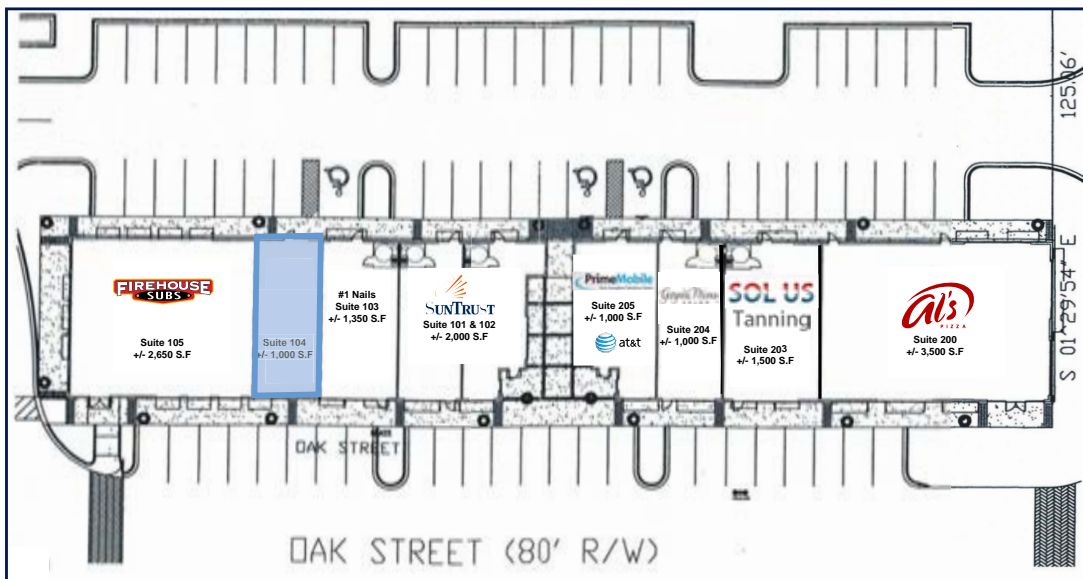 125.06'
S 01°29'54" E
FIREHOUSE
SUBS
Suite 105
+/- 2,650 S.F
Suite 104
+/- 1,000 S.F
#1 Nails
Suite 103
+/- 1,350 S.F
SUNTRUST
Suite 101 & 102
+/- 2,000 S.F
PrimeMobile
Suite 205
+/- 1,000 S.F
at&t
Suite 204
+/- 1,000 S.F
SOL US
Tanning
Suite 203
+/- 1,500 S.F
al's
PIZZA
Suite 200
+/- 3,500 S.F
OAK STREET
OAK STREET (80' R/W)